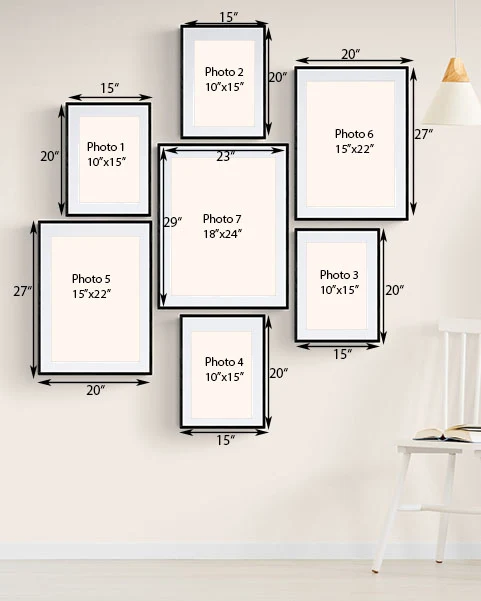 15"
Photo 2
10"x15"
20"
20"
15"
Photo 1
10"x15"
20"
Photo 6
15"x22"
27"
23"
Photo 7
18"x24"
29"
Photo 5
15"x22"
27"
20"
Photo 3
10"x15"
20"
15"
Photo 4
10"x15"
20"
15"